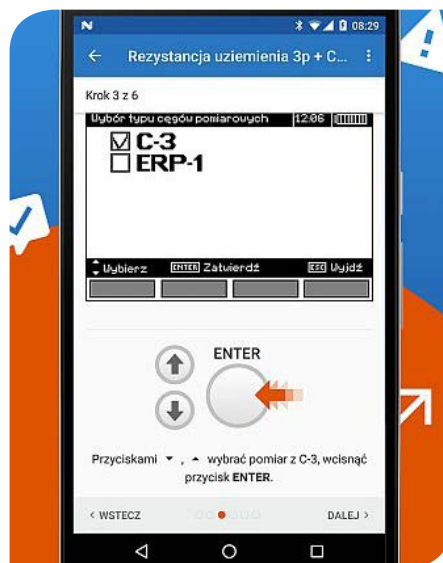 N 08:29
Rezystancja uziemienia 3p + C...
Krok 3 z 6
Wybór typu cęgów pomiarowych 12:06
C-3
ERP-1
Wybierz ENTER Zatwierdź ESC Wyjdź
ENTER
Przyciskami , wybrać pomiar z C-3, wcisnąć
przycisk ENTER.
< WSTECZ DALEJ >